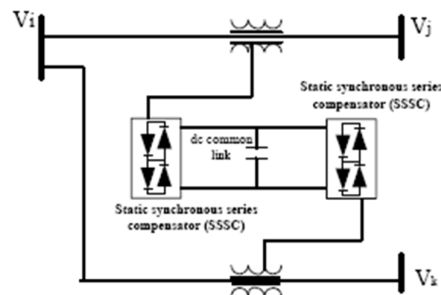 Vi
Vj
Static synchronous series
compensator (SSSC)
dc common
link
Static synchronous series
compensator (SSSC)
Vk